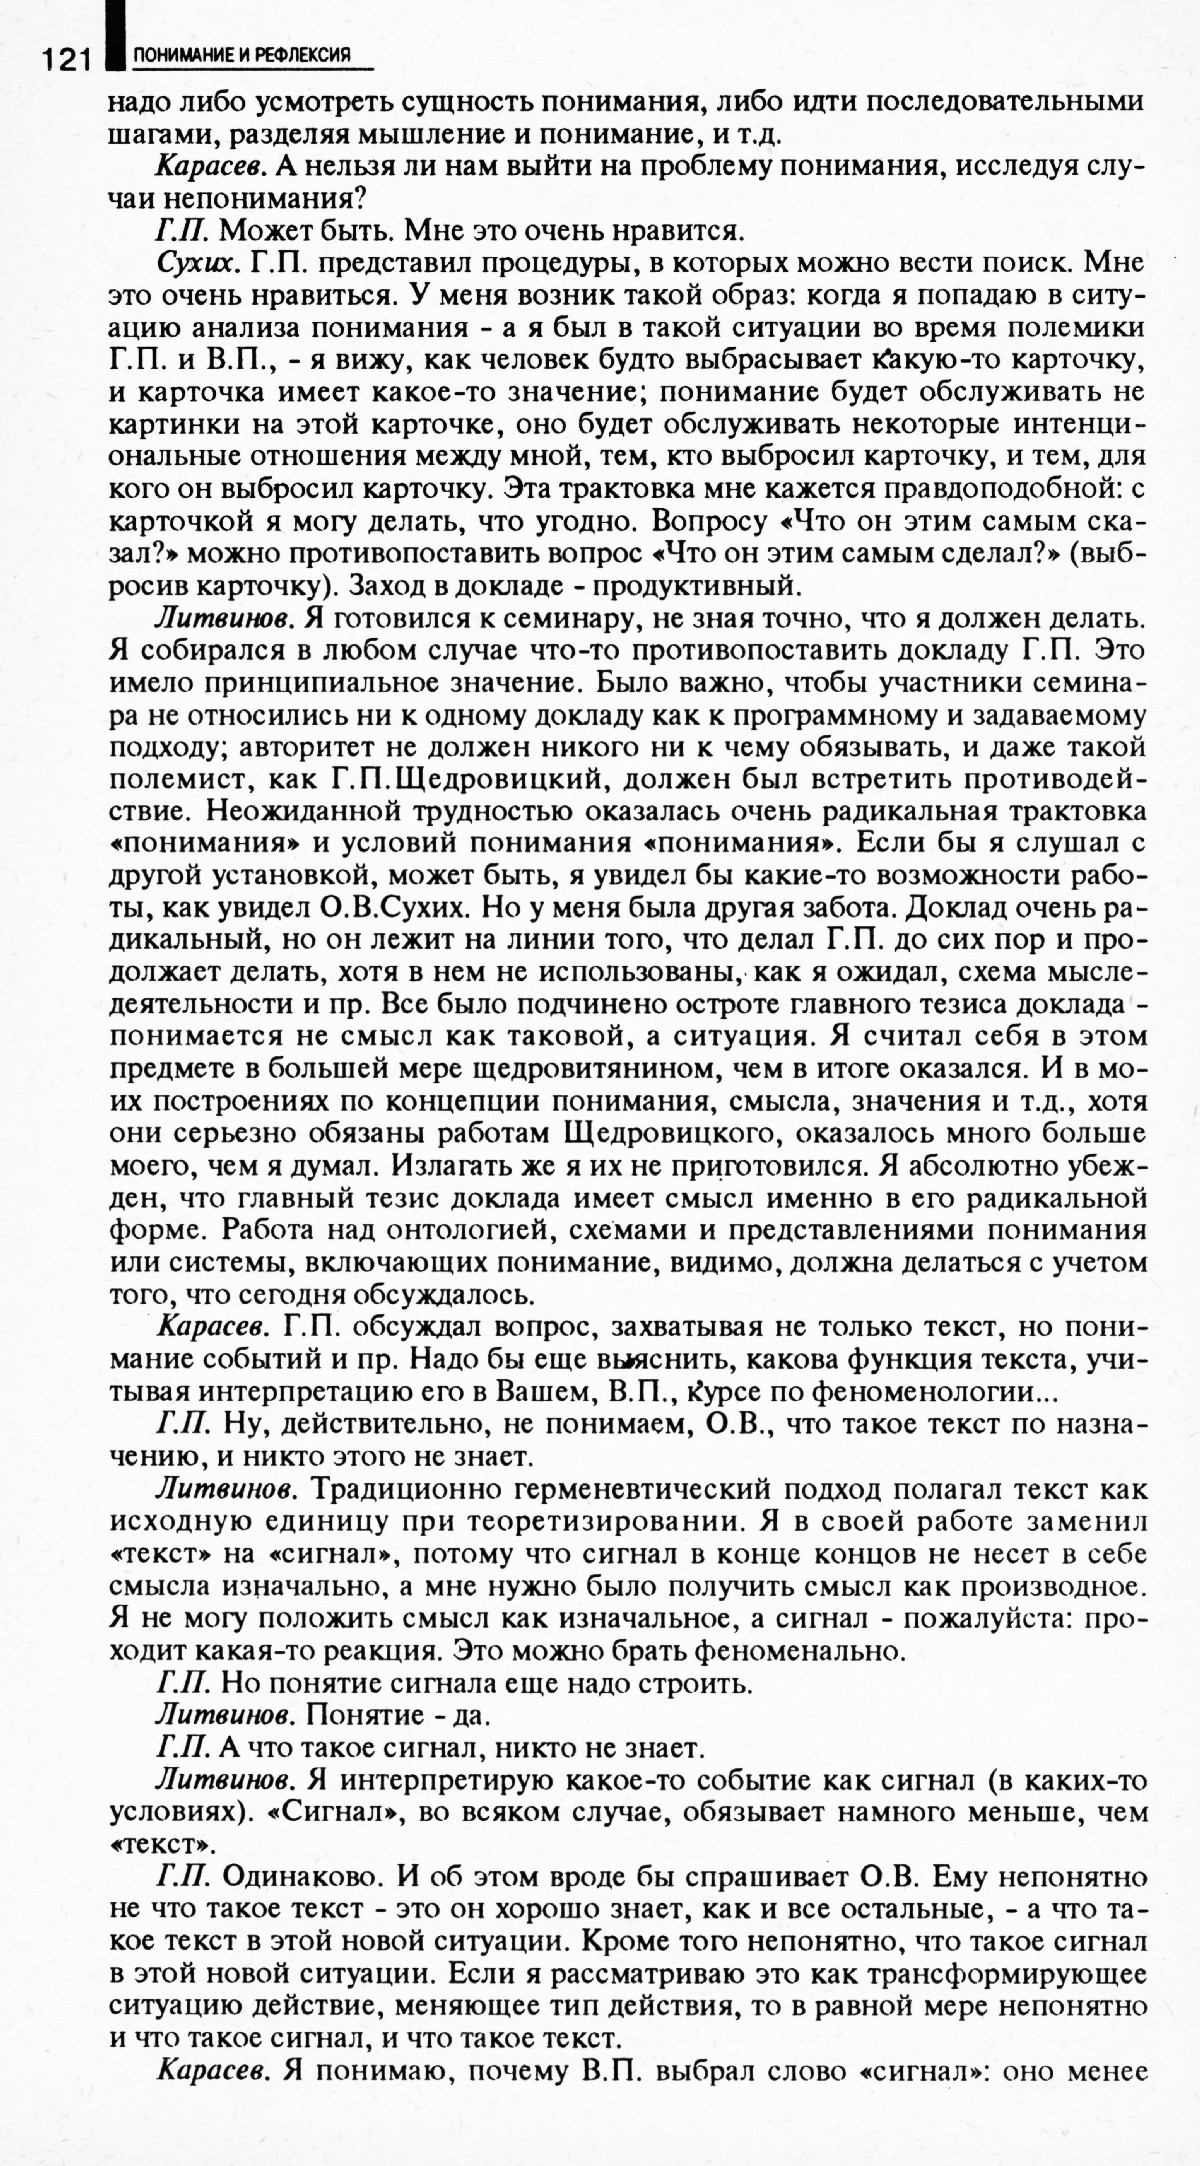 121 ПОНИМАНИЕ И РЕФЛЕКСИЯ
надо либо усмотреть сущность понимания, либо идти последовательными
шагами, разделяя мышление и понимание, и т.д.
Карасев. А нельзя ли нам выйти на проблему понимания, исследуя слу-
чаи непонимания?
Г.П. Может быть. Мне это очень нравится.
Сухих. Г.П. представил процедуры, в которых можно вести поиск. Мне
это очень нравиться. У меня возник такой образ: когда я попадаю в ситу-
ацию анализа понимания - а я был в такой ситуации во время полемики
Г.П. и В.П., - я вижу, как человек будто выбрасывает какую-то карточку,
и карточка имеет какое-то значение; понимание будет обслуживать не
картинки на этой карточке, оно будет обслуживать некоторые интенци-
ональные отношения между мной, тем, кто выбросил карточку, и тем, для
кого он выбросил карточку. Эта трактовка мне кажется правдоподобной: с
карточкой я могу делать, что угодно. Вопросу «Что он этим самым ска-
зал?» можно противопоставить вопрос «Что он этим самым сделал?» (выб-
росив карточку). Заход в докладе - продуктивный.
Литвинов. Я готовился к семинару, не зная точно, что я должен делать.
Я собирался в любом случае что-то противопоставить докладу Г.П. Это
имело принципиальное значение. Было важно, чтобы участники семина-
ра не относились ни к одному докладу как к программному и задаваемому
подходу; авторитет не должен никого ни к чему обязывать, и даже такой
полемист, как Г.П.Щедровицкий, должен был встретить противодей-
ствие. Неожиданной трудностью оказалась очень радикальная трактовка
«понимания» и условий понимания «понимания». Если бы я слушал с
другой установкой, может быть, я увидел бы какие-то возможности рабо-
ты, как увидел О.В.Сухих. Но у меня была другая забота. Доклад очень ра-
дикальный, но он лежит на линии того, что делал Г.П. до сих пор и про-
должает делать, хотя в нем не использованы, как я ожидал, схема мысле-
деятельности и пр. Все было подчинено остроте главного тезиса доклада -
понимается не смысл как таковой, а ситуация. Я считал себя в этом
предмете в большей мере щедровитянином, чем в итоге оказался. И в мо-
их построениях по концепции понимания, смысла, значения и т.д., хотя
они серьезно обязаны работам Щедровицкого, оказалось много больше
моего, чем я думал. Излагать же я их не приготовился. Я абсолютно убеж-
ден, что главный тезис доклада имеет смысл именно в его радикальной
форме. Работа над онтологией, схемами и представлениями понимания
или системы, включающих понимание, видимо, должна делаться с учетом
того, что сегодня обсуждалось.
Карасев. Г.П. обсуждал вопрос, захватывая не только текст, но пони-
мание событий и пр. Надо бы еще выяснить, какова функция текста, учи-
тывая интерпретацию его в Вашем, В.П., курсе по феноменологии...
Г.П. Ну, действительно, не понимаем, О.В., что такое текст по назна-
чению, и никто этого не знает.
Литвинов. Традиционно герменевтический подход полагал текст как
исходную единицу при теоретизировании. Я в своей работе заменил
«текст» на «сигнал», потому что сигнал в конце концов не несет в себе
смысла изначально, а мне нужно было получить смысл как производное.
Я не могу положить смысл как изначальное, а сигнал - пожалуйста: про-
ходит какая-то реакция. Это можно брать феноменально.
Г.П. Но понятие сигнала еще надо строить.
Литвинов. Понятие - да.
Г.П. А что такое сигнал, никто не знает.
Литвинов. Я интерпретирую какое-то событие как сигнал (в каких-то
условиях). «Сигнал», во всяком случае, обязывает намного меньше, чем
«текст».
Г.П. Одинаково. И об этом вроде бы спрашивает О.В. Ему непонятно
не что такое текст - это он хорошо знает, как и все остальные, - а что та-
кое текст в этой новой ситуации. Кроме того непонятно, что такое сигнал
в этой новой ситуации. Если я рассматриваю это как трансформирующее
ситуацию действие, меняющее тип действия, то в равной мере непонятно
и что такое сигнал, и что такое текст.
Карасев. Я понимаю, почему В.П. выбрал слово «сигнал»: оно менее